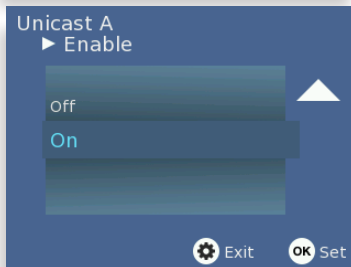 Unicast A
► Enable
Off
On
Exit OK Set